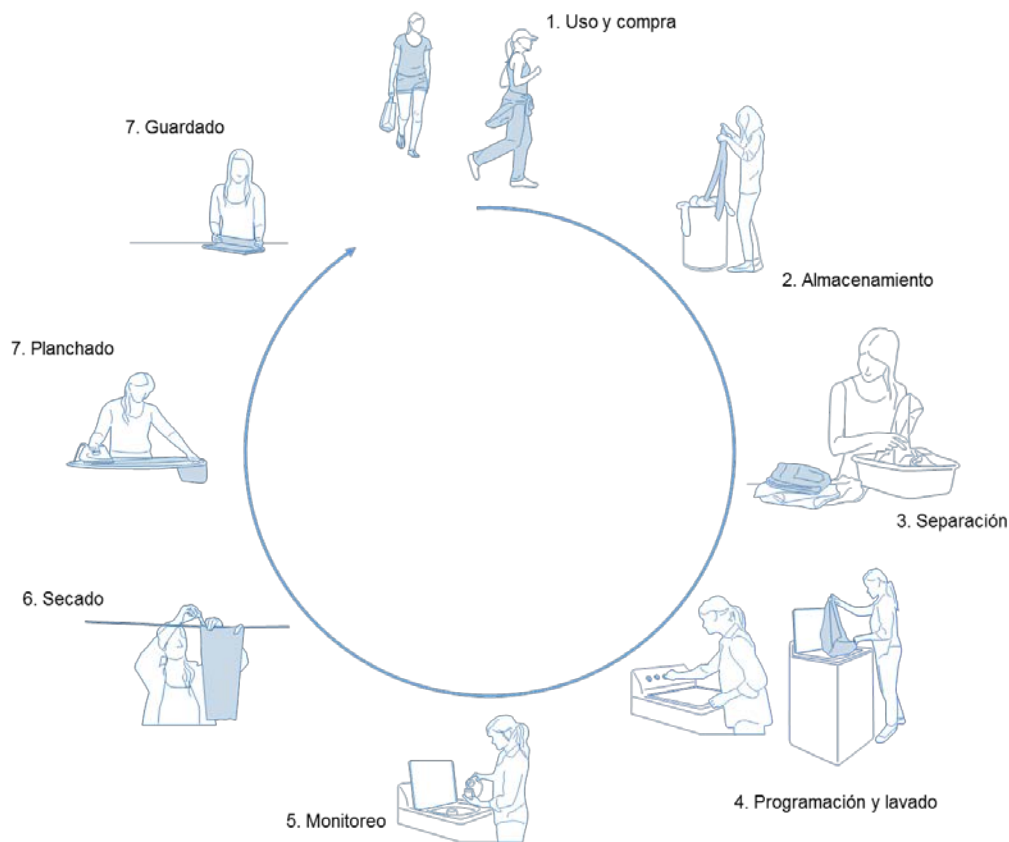 1. Uso y compra
2. Almacenamiento
3. Separación
4. Programación y lavado
5. Monitoreo
6. Secado
7. Planchado
7. Guardado